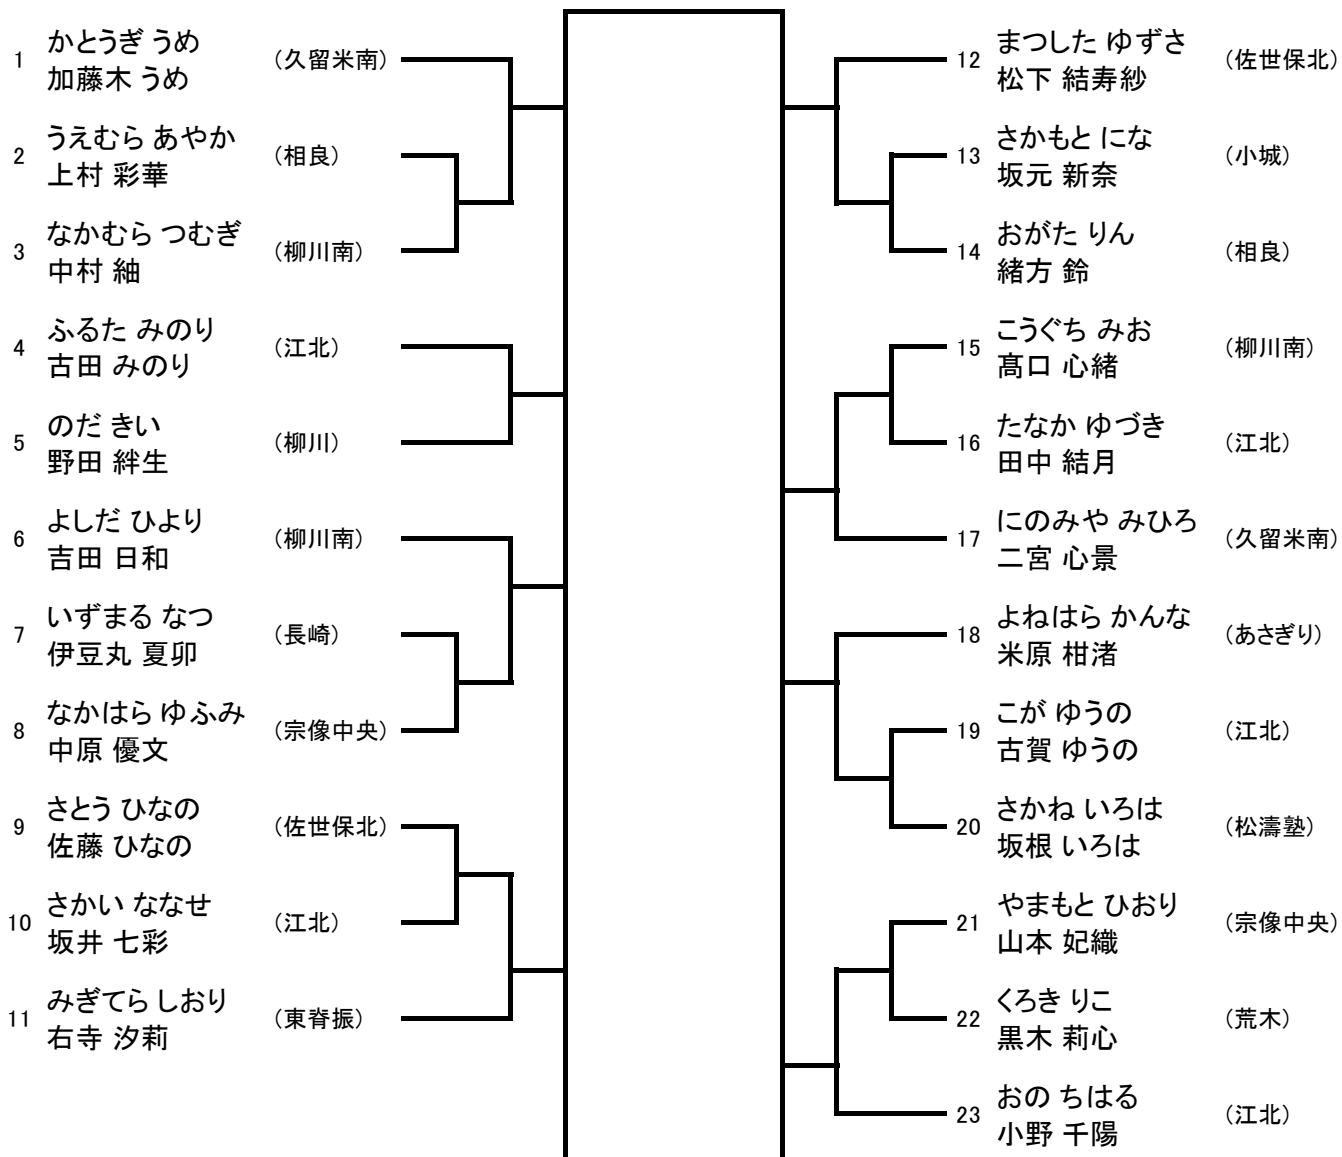 1 かとうぎ うめ (久留米南)
加藤木 うめ
2 うえむら あやか (相良)
上村 彩華
3 なかむら つむぎ (柳川南)
中村 紬
4 ふるた みのり (江北)
古田 みのり
5 のだ きい (柳川)
野田 絆生
6 よしだ ひより (柳川南)
吉田 日和
7 いずまる なつ (長崎)
伊豆丸 夏卯
8 なかはら ゆふみ (宗像中央)
中原 優文
9 さとう ひなの (佐世保北)
佐藤 ひなの
10 さかい ななせ (江北)
坂井 七彩
11 みぎてら しおり (東脊振)
右寺 汐莉
12 まつした ゆずさ (佐世保北)
松下 結寿紗
13 さかもと にな (小城)
坂元 新奈
14 おがた りん (相良)
緒方 鈴
15 こうぐち みお (柳川南)
髙口 心緒
16 たなか ゆづき (江北)
田中 結月
17 にのみや みひろ (久留米南)
二宮 心景
18 よねはら かんな (あさぎり)
米原 柑渚
19 こが ゆうの (江北)
古賀 ゆうの
20 さかね いろは (松濤塾)
坂根 いろは
21 やまもと ひおり (宗像中央)
山本 妃織
22 くろき りこ (荒木)
黒木 莉心
23 おの ちはる (江北)
小野 千陽